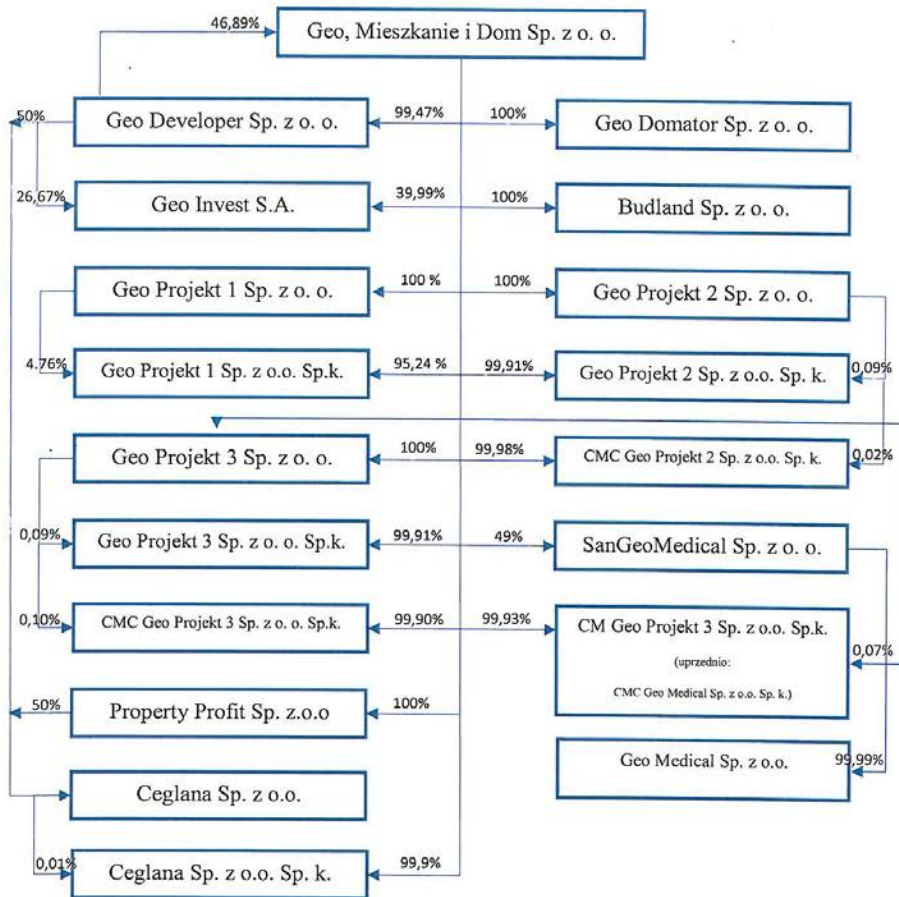 46,89%
Geo, Mieszkanie i Dom Sp. z o. o.
50%
Geo Developer Sp. z o. o.
99,47%
100%
Geo Domator Sp. z o. o.
26,67%
Geo Invest S.A.
39,99%
100%
Budland Sp. z o. o.
Geo Projekt 1 Sp. z o. o.
100 %
100%
Geo Projekt 2 Sp. z o. o.
4.76%
Geo Projekt 1 Sp. z o.o. Sp.k.
95,24 %
99,91%
Geo Projekt 2 Sp. z o.o. Sp. k.
0,09%
Geo Projekt 3 Sp. z o. o.
100%
99,98%
CMC Geo Projekt 2 Sp. z o.o. Sp. k.
0,02%
0,09%
Geo Projekt 3 Sp. z o. o. Sp.k.
99,91%
49%
SanGeoMedical Sp. z o. o.
0,10%
CMC Geo Projekt 3 Sp. z o. o. Sp.k.
99,90%
99,93%
CM Geo Projekt 3 Sp. z o.o. Sp.k.
(uprzednio:
CMC Geo Medical Sp. z o.o. Sp. k.)
0,07%
50%
Property Profit Sp. z.o.o
100%
Geo Medical Sp. z o.o.
99,99%
Ceglana Sp. z o.o.
0,01%
Ceglana Sp. z o.o. Sp. k.
99,9%